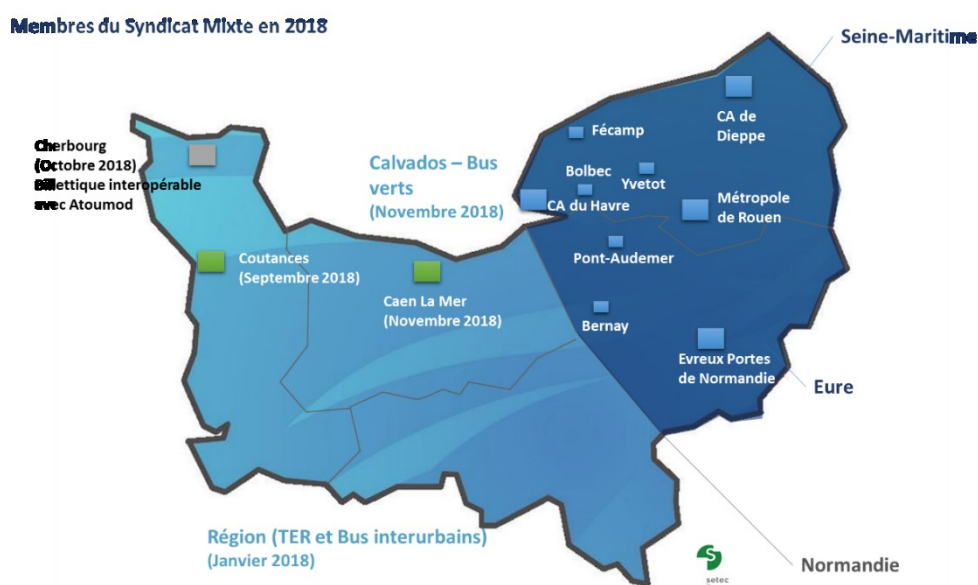 Membres du Syndicat Mixte en 2018
Seine-Maritime
CA de
Dieppe
Fécamp
Cherbourg
(Octobre 2018)
Billettique interopérable
avec Atoumod
Calvados – Bus
verts
(Novembre 2018)
Bolbec
Yvetot
CA du Havre
Métropole
de Rouen
Pont-Audemer
Coutances
(Septembre 2018)
Caen La Mer
(Novembre 2018)
Bernay
Evreux Portes
de Normandie
Eure
Région (TER et Bus interurbains)
(Janvier 2018)
Normandie
S
setec